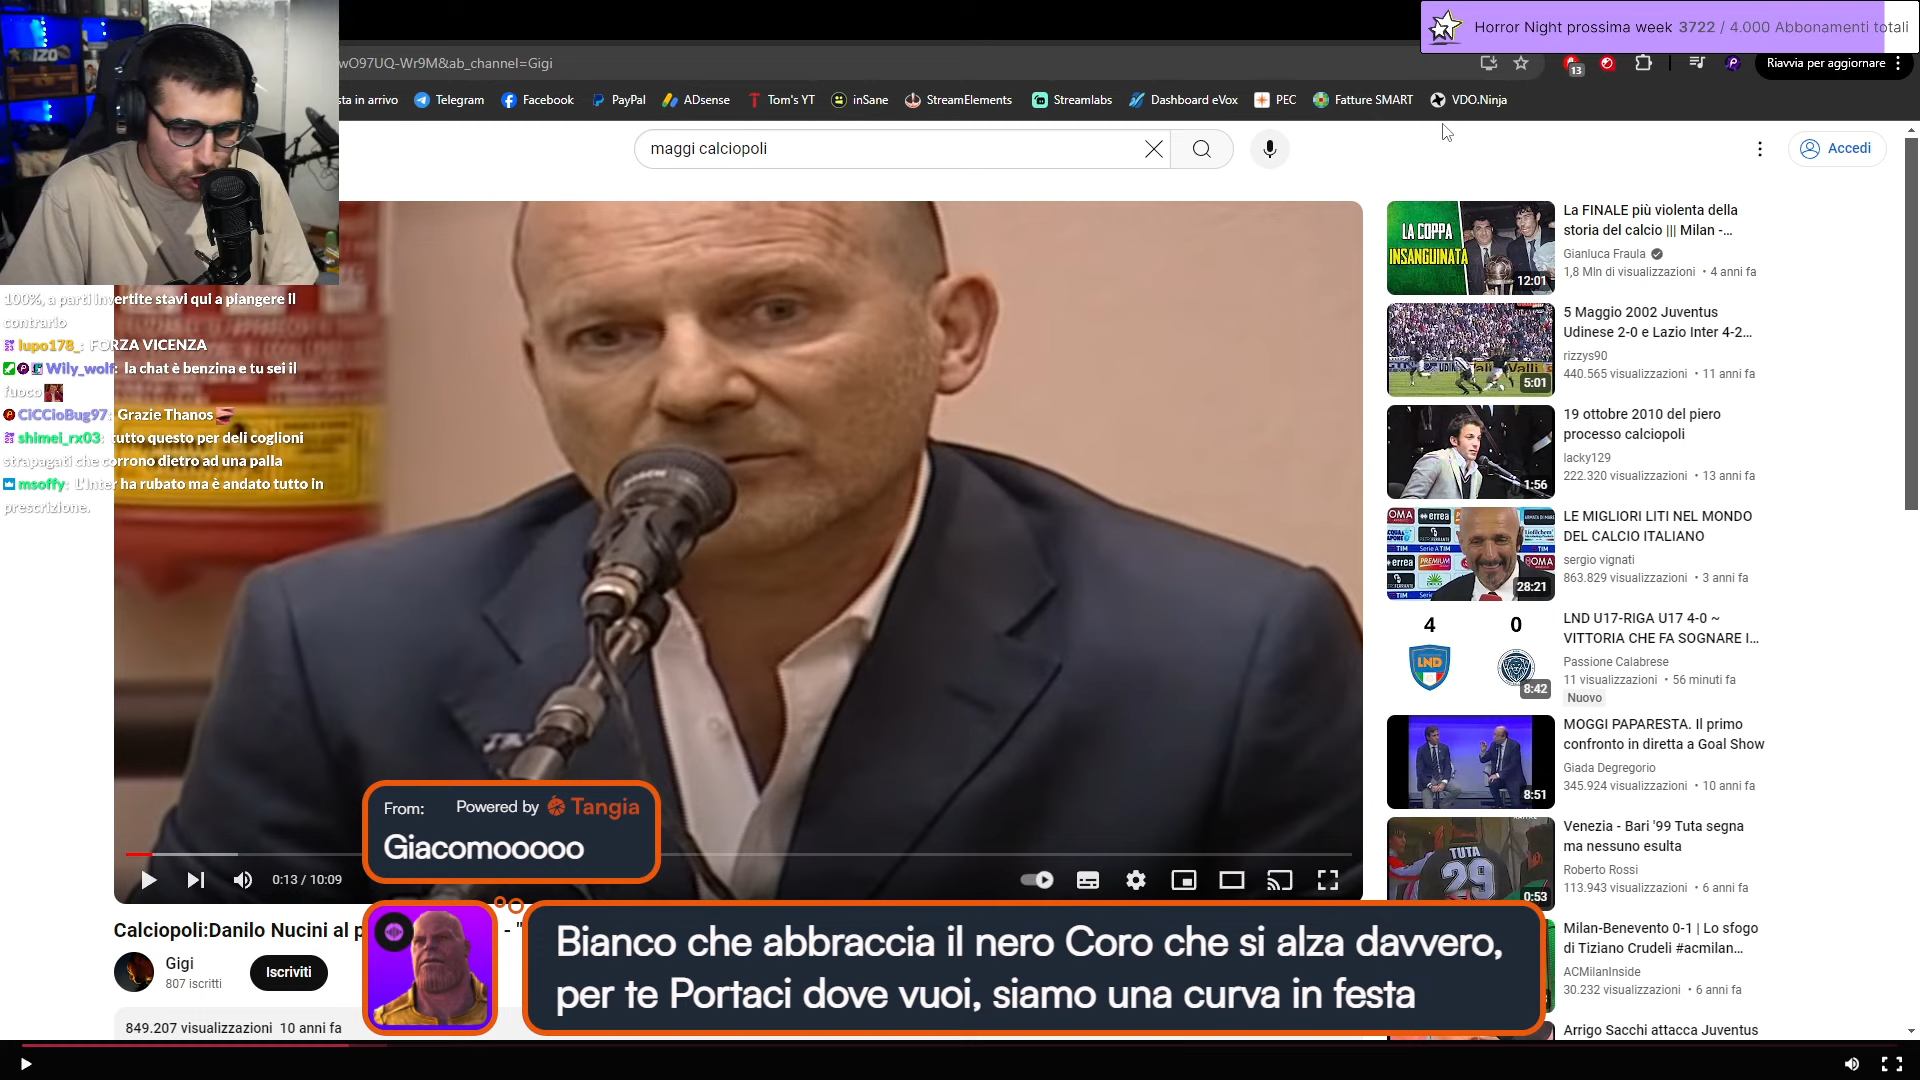 Horror Night prossima week 3722 / 4.000 Abbonamenti totali
wO97UQ-Wr9M&ab_channel=Gigi
13
Riavvia per aggiornare
sta in arrivo
Telegram
Facebook
PayPal
ADsense
Tom's YT
inSane
StreamElements
Streamlabs
Dashboard eVox
PEC
Fatture SMART
VDO.Ninja
maggi calciopoli
Accedi
100%, a parti invertite stavi qui a piangere il
contrario
lupo178_: FORZA VICENZA
Wily_wolf: la chat è benzina e tu sei il
fuoco
CiCCioBug97: Grazie Thanos
shimei_rx03: tutto questo per deli coglioni
strapagati che corrono dietro ad una palla
msoffy: L'Inter ha rubato ma è andato tutto in
prescrizione.
From: Powered by Tangia
Giacomooooo
0:13 / 10:09
Calciopoli:Danilo Nucini al p
- "
Gigi
807 iscritti
Iscriviti
849.207 visualizzazioni 10 anni fa
Bianco che abbraccia il nero Coro che si alza davvero,
per te Portaci dove vuoi, siamo una curva in festa
LA COPPA
INSANGUINATA
12:01
La FINALE più violenta della
storia del calcio ||| Milan -...
Gianluca Fraula
1,8 Mln di visualizzazioni • 4 anni fa
5:01
5 Maggio 2002 Juventus
Udinese 2-0 e Lazio Inter 4-2...
rizzys90
440.565 visualizzazioni • 11 anni fa
1:56
19 ottobre 2010 del piero
processo calciopoli
lacky129
222.320 visualizzazioni • 13 anni fa
28:21
LE MIGLIORI LITI NEL MONDO
DEL CALCIO ITALIANO
sergio vignati
863.829 visualizzazioni • 3 anni fa
4 0
LND
8:42
LND U17-RIGA U17 4-0 ~
VITTORIA CHE FA SOGNARE I...
Passione Calabrese
11 visualizzazioni • 56 minuti fa
Nuovo
8:51
MOGGI PAPARESTA. Il primo
confronto in diretta a Goal Show
Giada Degregorio
345.924 visualizzazioni • 10 anni fa
TUTA
29
0:53
Venezia - Bari '99 Tuta segna
ma nessuno esulta
Roberto Rossi
113.943 visualizzazioni • 6 anni fa
Milan-Benevento 0-1 | Lo sfogo
di Tiziano Crudeli #acmilan...
ACMilanInside
30.232 visualizzazioni • 6 anni fa
Arrigo Sacchi attacca Juventus